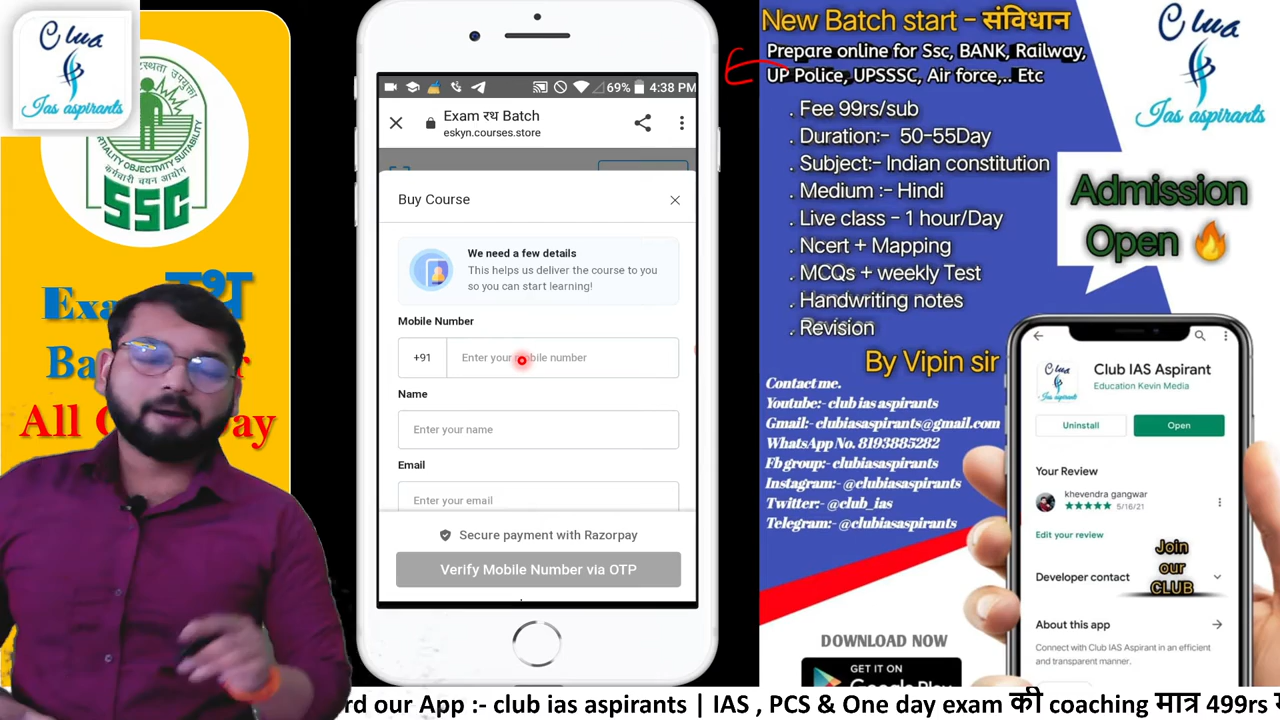 Club
Ias aspirants
SSC
Exam रथ
All
ay
69% 4:38 PM
Exam रथ Batch
eskyn.courses.store
Buy Course
We need a few details
This helps us deliver the course to you
so you can start learning!
Mobile Number
+91 Enter your mobile number
Name
Enter your name
Email
Enter your email
Secure payment with Razorpay
Verify Mobile Number via OTP
New Batch start - संविधान
Prepare online for Ssc, BANK, Railway,
UP Police, UPSSSC, Air force,.. Etc
. Fee 99rs/sub
. Duration:- 50-55Day
. Subject:- Indian constitution
. Medium :- Hindi
. Live class - 1 hour/Day
. Ncert + Mapping
. MCQs + weekly Test
. Handwriting notes
. Revision
By Vipin sir
Contact me.
Youtube:- club ias aspirants
Gmail:- clubiasaspirants@gmail.com
WhatsApp No. 8193885282
Fb group:- clubiasaspirants
Instagram:- @clubiasaspirants
Twitter:- @club_ias
Telegram:- @clubiasaspirants
DOWNLOAD NOW
GET IT ON
Google Play
Club
Ias aspirants
Admission
Open
Club IAS Aspirant
Education Kevin Media
Uninstall
Open
Your Review
khevendra gangwar
5/16/21
Edit your review
Join
our
CLUB
Developer contact
About this app
Connect with Club IAS Aspirant in an efficient
and transparent manner.
our App :- club ias aspirants | IAS , PCS & One day exam की coaching मात्र 499rs